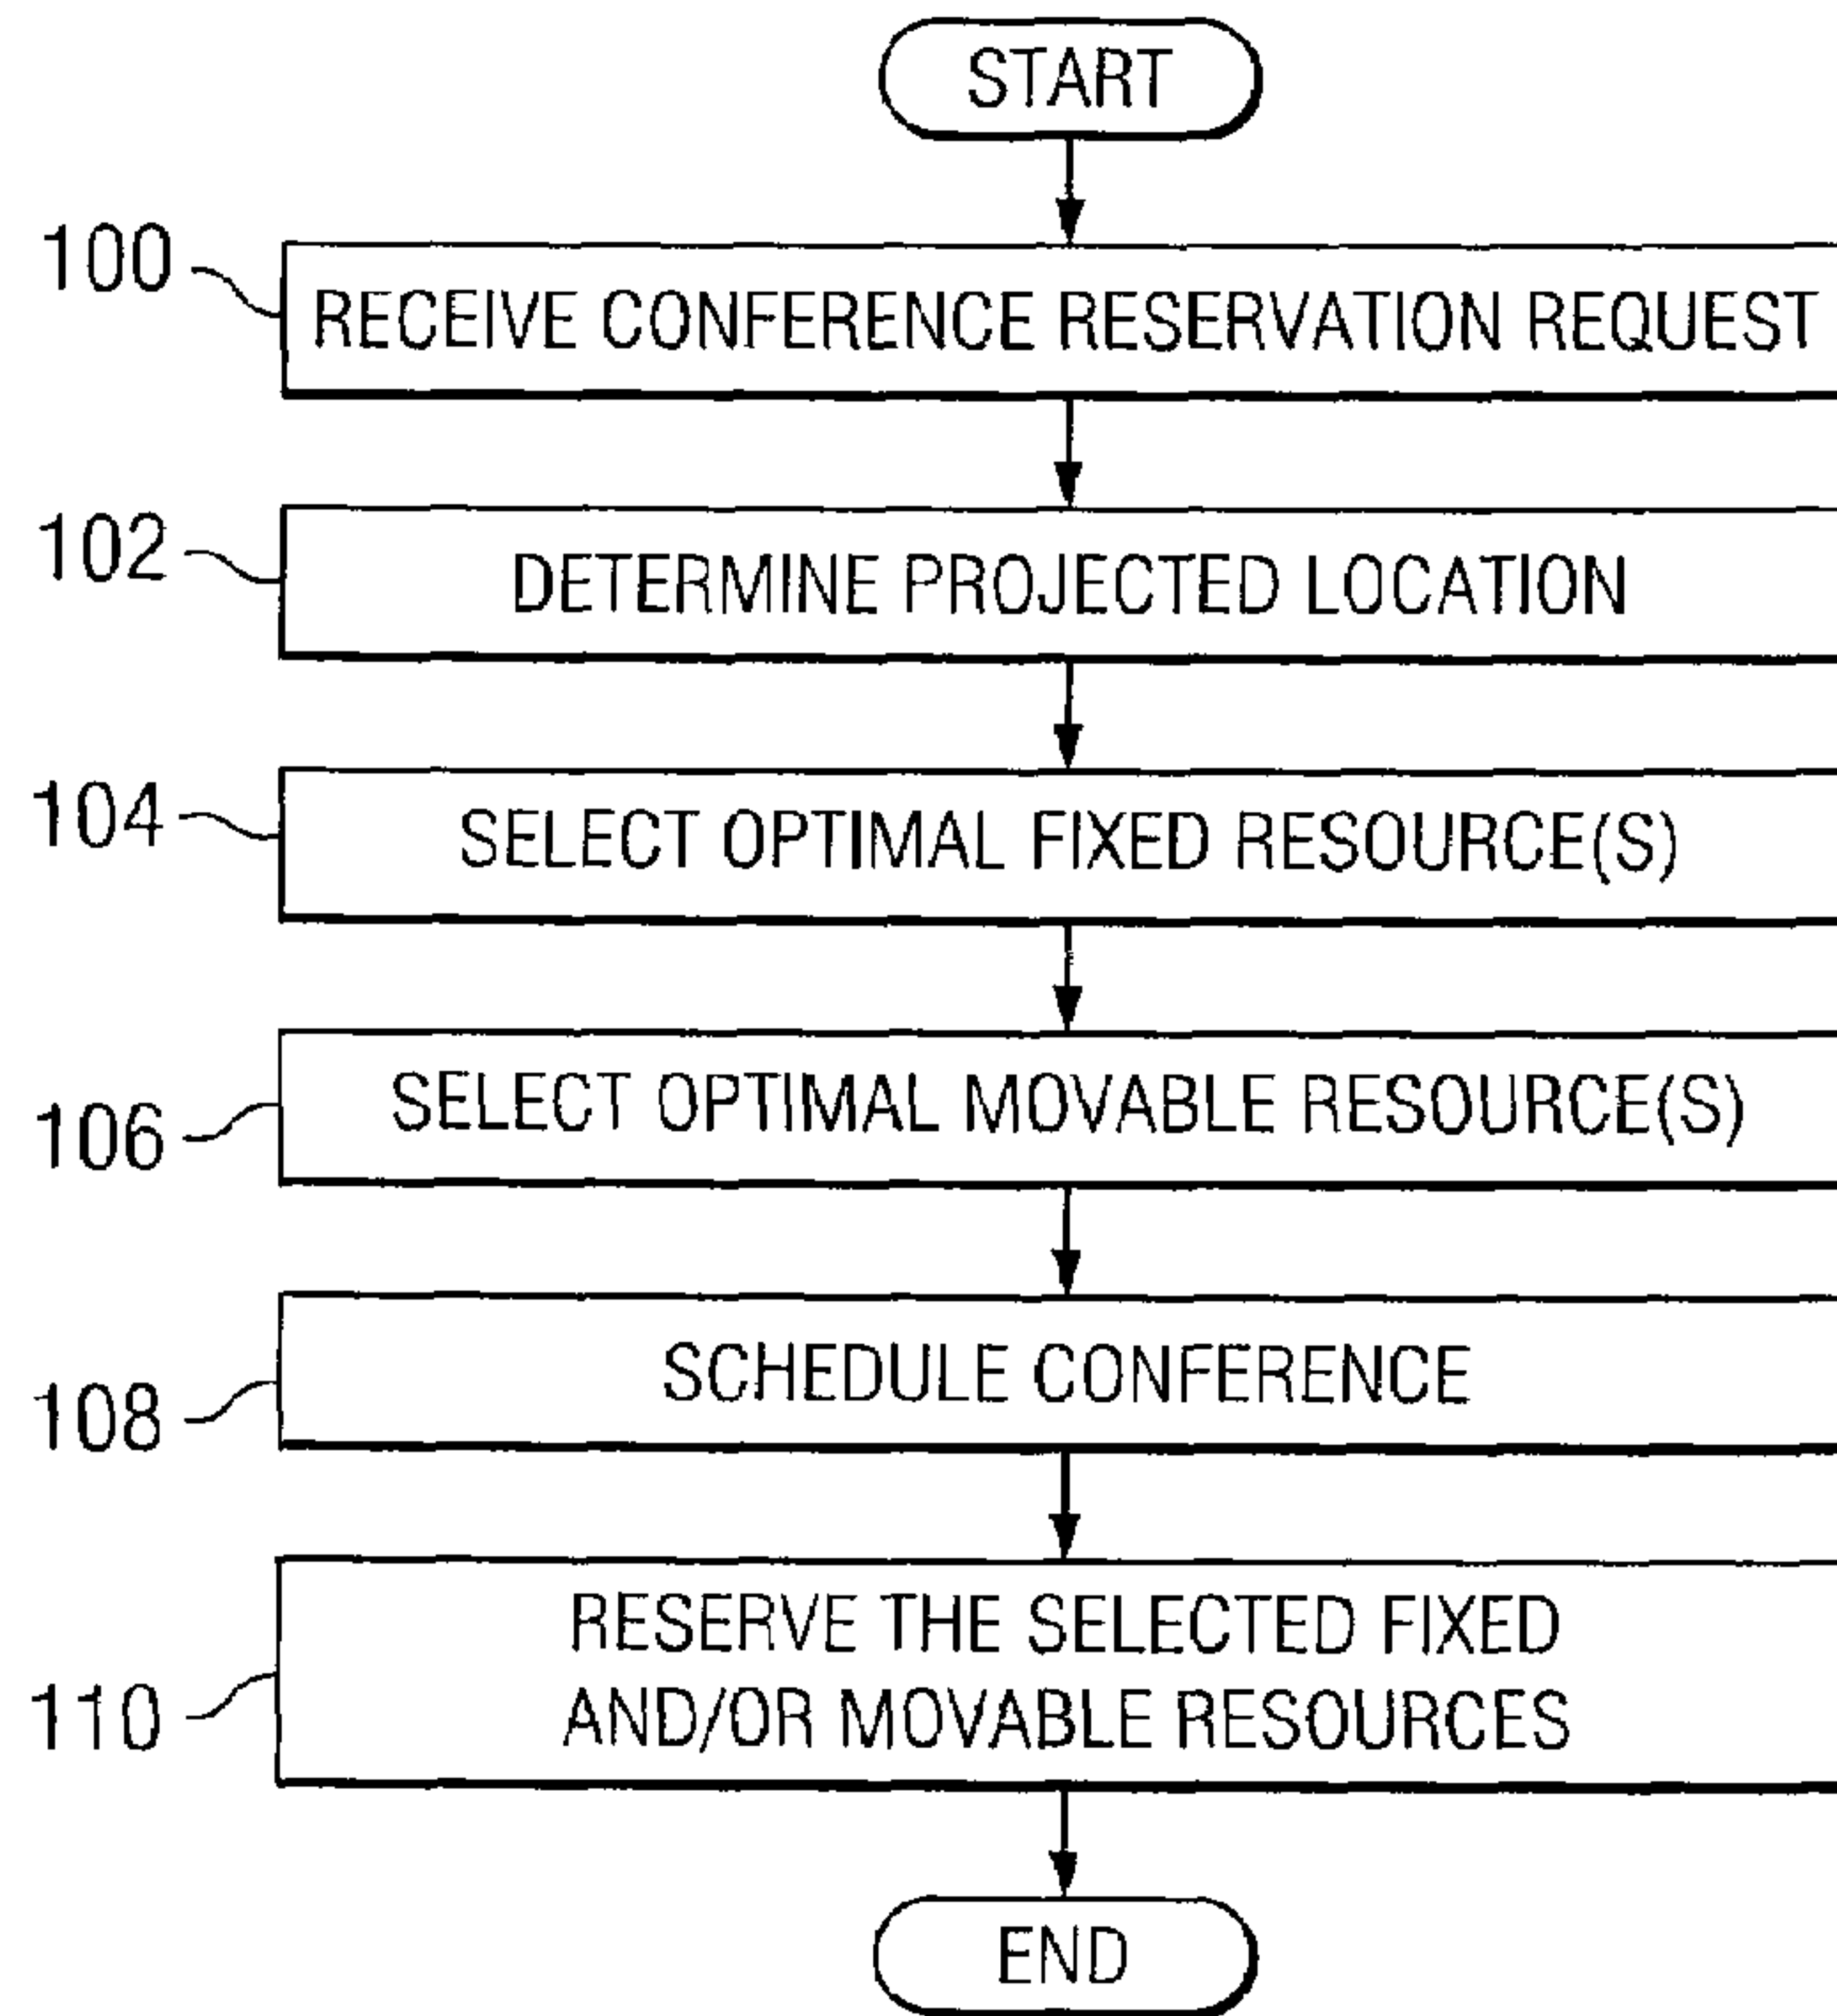 START
100
RECEIVE CONFERENCE RESERVATION REQUEST
102
DETERMINE PROJECTED LOCATION
104
SELECT OPTIMAL FIXED RESOURCE(S)
106
SELECT OPTIMAL MOVABLE RESOURCE(S)
108
SCHEDULE CONFERENCE
110
RESERVE THE SELECTED FIXED
AND/OR MOVABLE RESOURCES
END